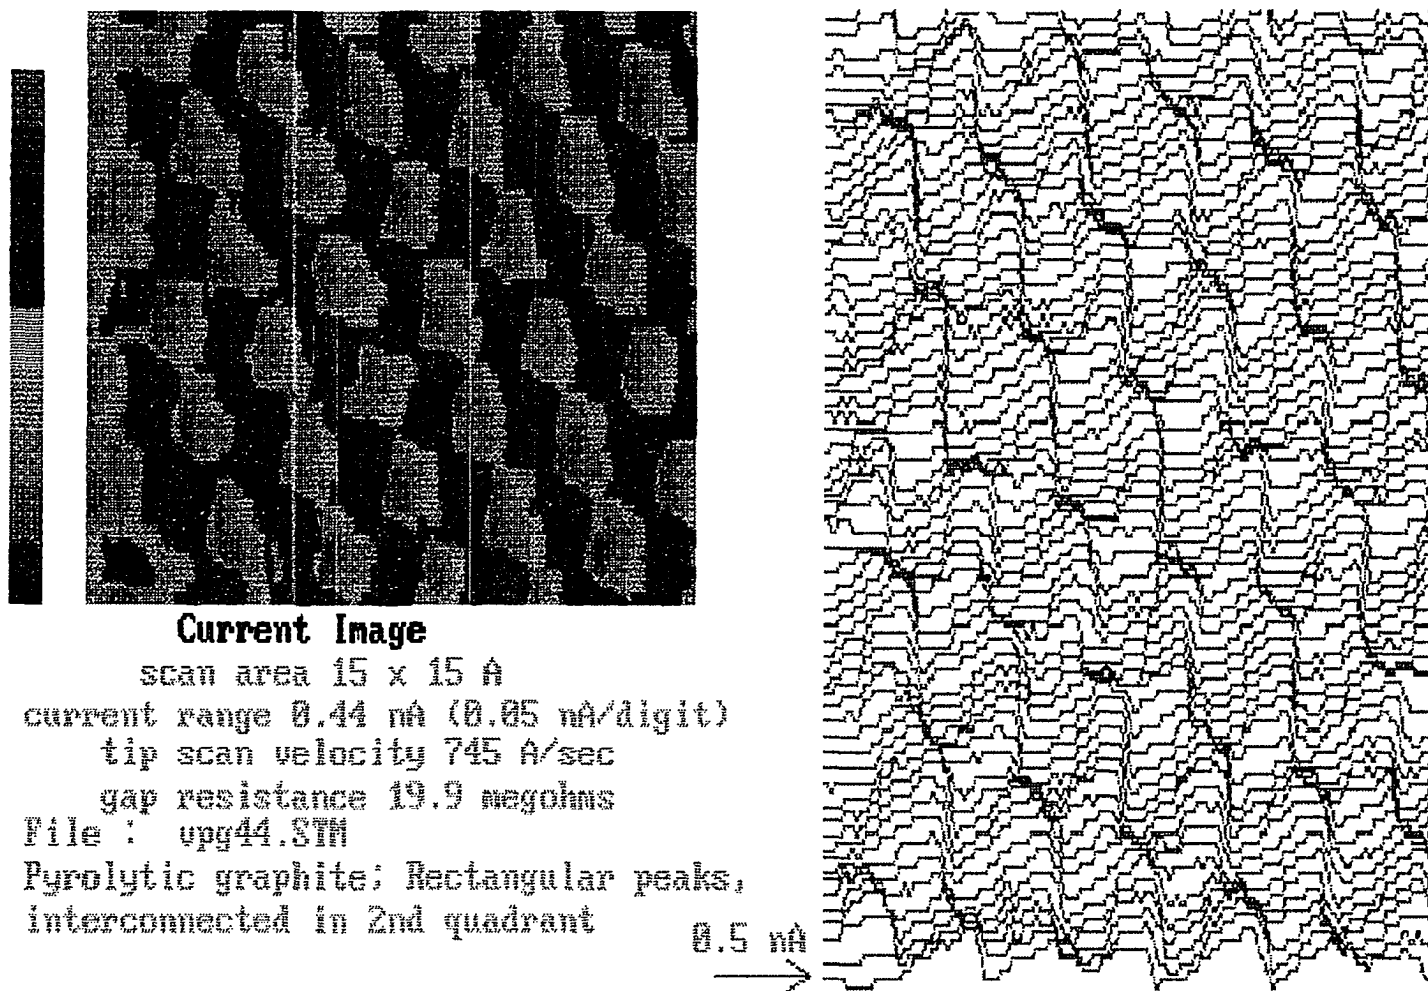 Current Image
scan area 15 x 15 A
current range 0.44 nA (0.05 nA/digit)
tip scan velocity 745 A/sec
gap resistance 19.9 megohms
File : vpg44.STM
Pyrolytic graphite; Rectangular peaks,
interconnected in 2nd quadrant
0.5 nA